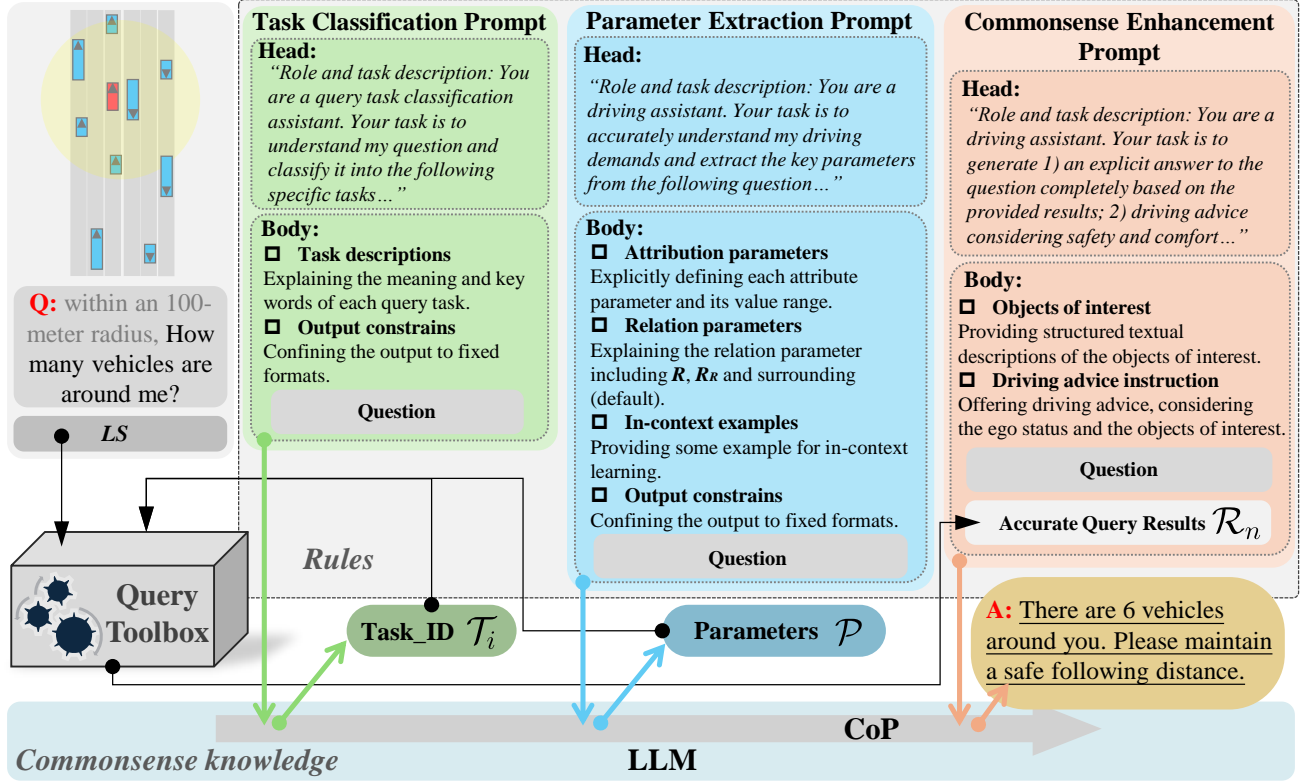 Task Classification Prompt
Head:
“Role and task description: You
are a query task classification
assistant. Your task is to
understand my question and
classify it into the following
specific tasks…”
Body:
Task descriptions
Explaining the meaning and key
words of each query task.
Output constrains
Confining the output to fixed
formats.
Question
Parameter Extraction Prompt
Head:
“Role and task description: You are a
driving assistant. Your task is to
accurately understand my driving
demands and extract the key parameters
from the following question…”
Body:
Attribution parameters
Explicitly defining each attribute
parameter and its value range.
Relation parameters
Explaining the relation parameter
including R, R_R and surrounding
(default).
In-context examples
Providing some example for in-context
learning.
Output constrains
Confining the output to fixed formats.
Question
Commonsense Enhancement
Prompt
Head:
“Role and task description: You are a
driving assistant. Your task is to
generate 1) an explicit answer to the
question completely based on the
provided results; 2) driving advice
considering safety and comfort…”
Body:
Objects of interest
Providing structured textual
descriptions of the objects of interest.
Driving advice instruction
Offering driving advice, considering
the ego status and the objects of interest.
Question
Accurate Query Results R_n
Q: within an 100-
meter radius, How
many vehicles are
around me?
LS
Query
Toolbox
Rules
Task_ID T_i
Parameters P
A: There are 6 vehicles
around you. Please maintain
a safe following distance.
CoP
LLM
Commonsense knowledge